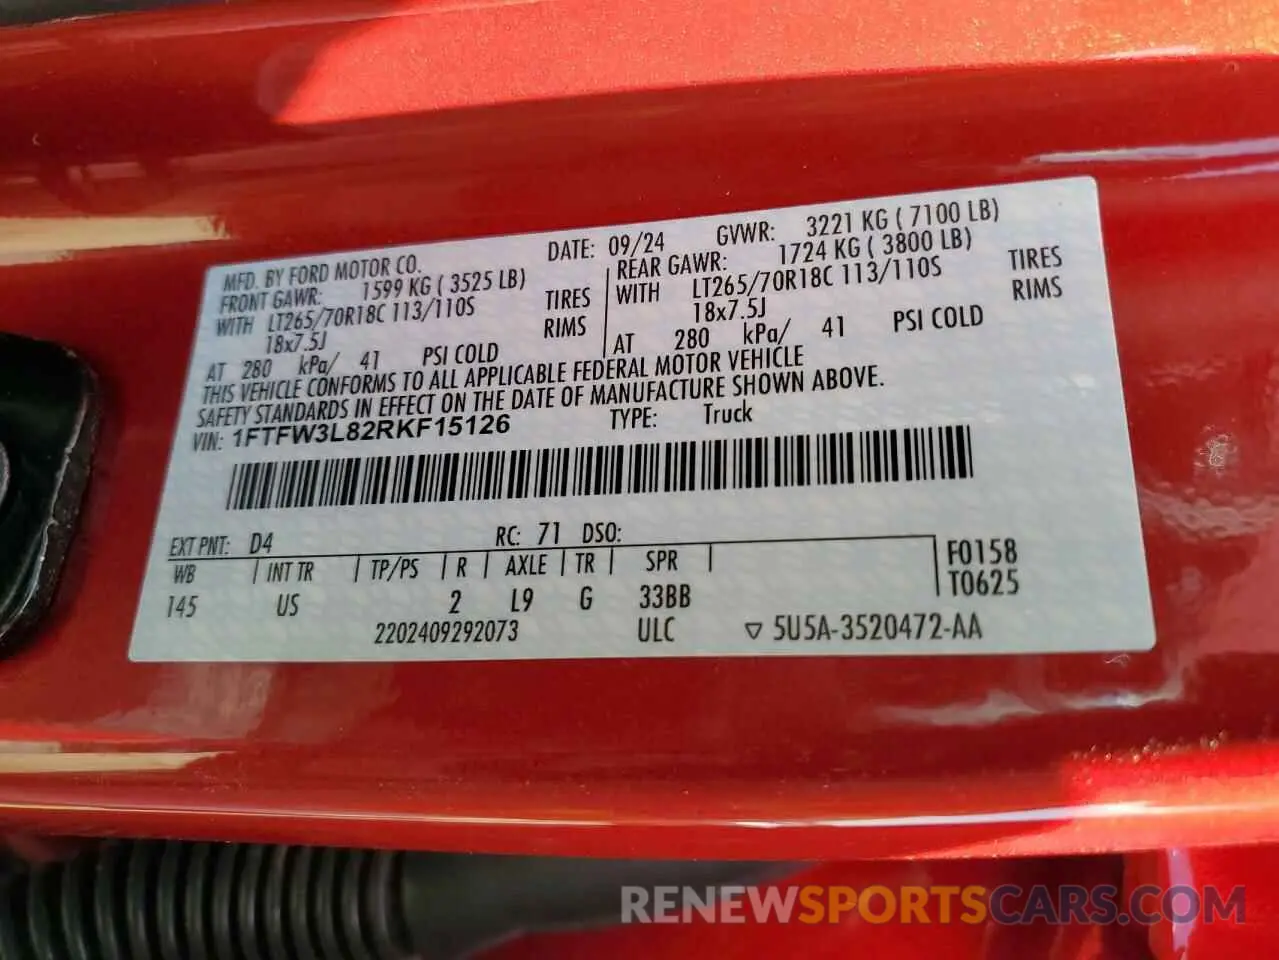 MFD. BY FORD MOTOR CO. DATE: 09/24 GVWR: 3221 KG ( 7100 LB)
FRONT GAWR: 1599 KG ( 3525 LB) REAR GAWR: 1724 KG ( 3800 LB)
WITH LT265/70R18C 113/110S TIRES WITH LT265/70R18C 113/110S TIRES
18x7.5J RIMS 18x7.5J RIMS
AT 280 kPa/ 41 PSI COLD AT 280 kPa/ 41 PSI COLD
THIS VEHICLE CONFORMS TO ALL APPLICABLE FEDERAL MOTOR VEHICLE
SAFETY STANDARDS IN EFFECT ON THE DATE OF MANUFACTURE SHOWN ABOVE.
VIN: 1FTFW3L82RKF15126 TYPE: Truck
EXT PNT: D4 RC: 71 DSO:
WB INT TR TP/PS R AXLE TR SPR F0158
145 US 2 L9 G 33BB T0625
2202409292073 ULC ▽ 5U5A-3520472-AA
RENEWSPORTSCARS.COM